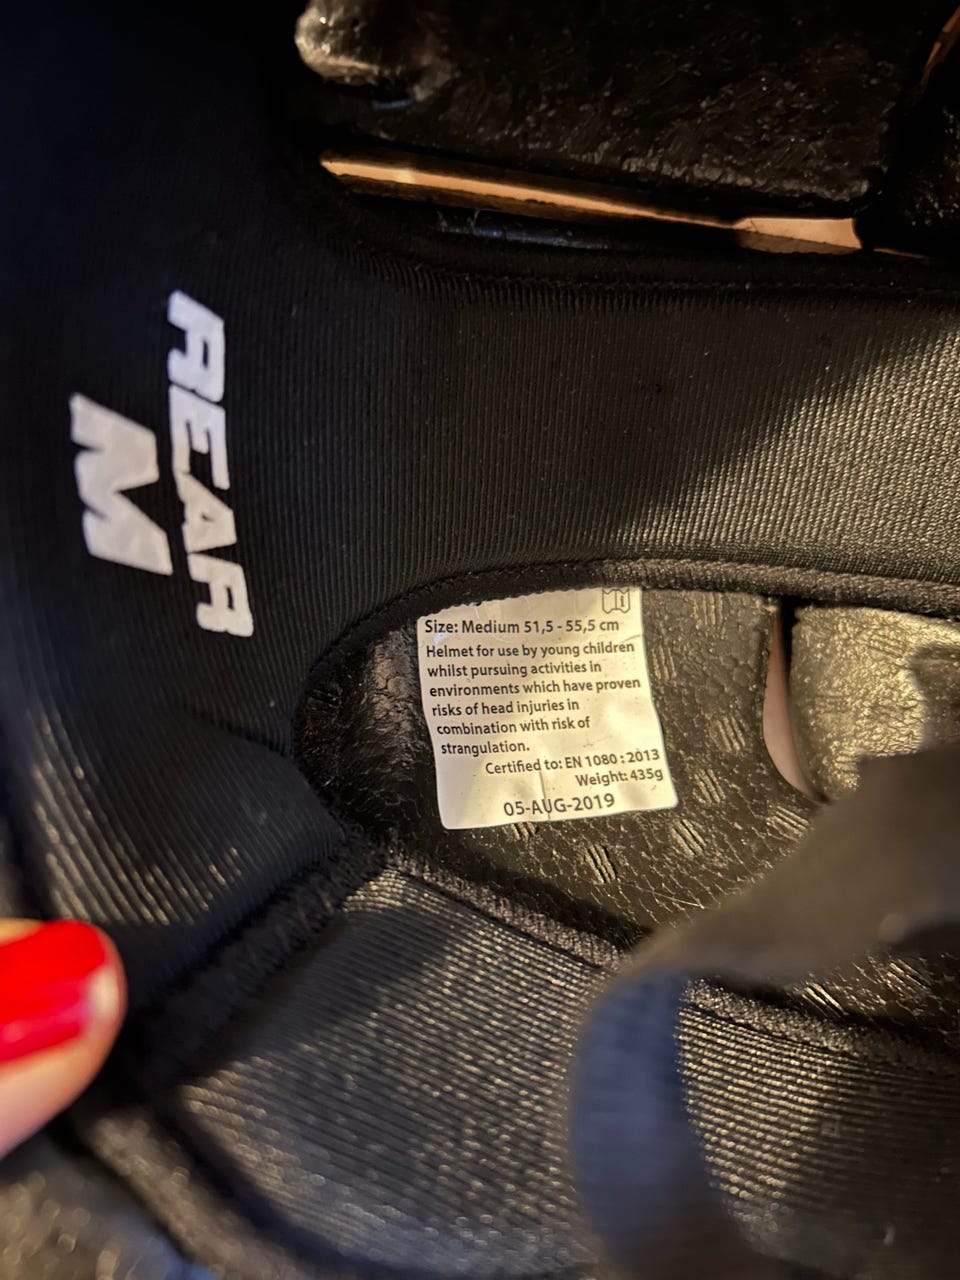 REAR
M
Size: Medium 51,5 - 55,5 cm
Helmet for use by young children
whilst pursuing activities in
environments which have proven
risks of head injuries in
combination with risk of
strangulation.
Certified to: EN 1080 : 2013
Weight: 435g
05-AUG-2019